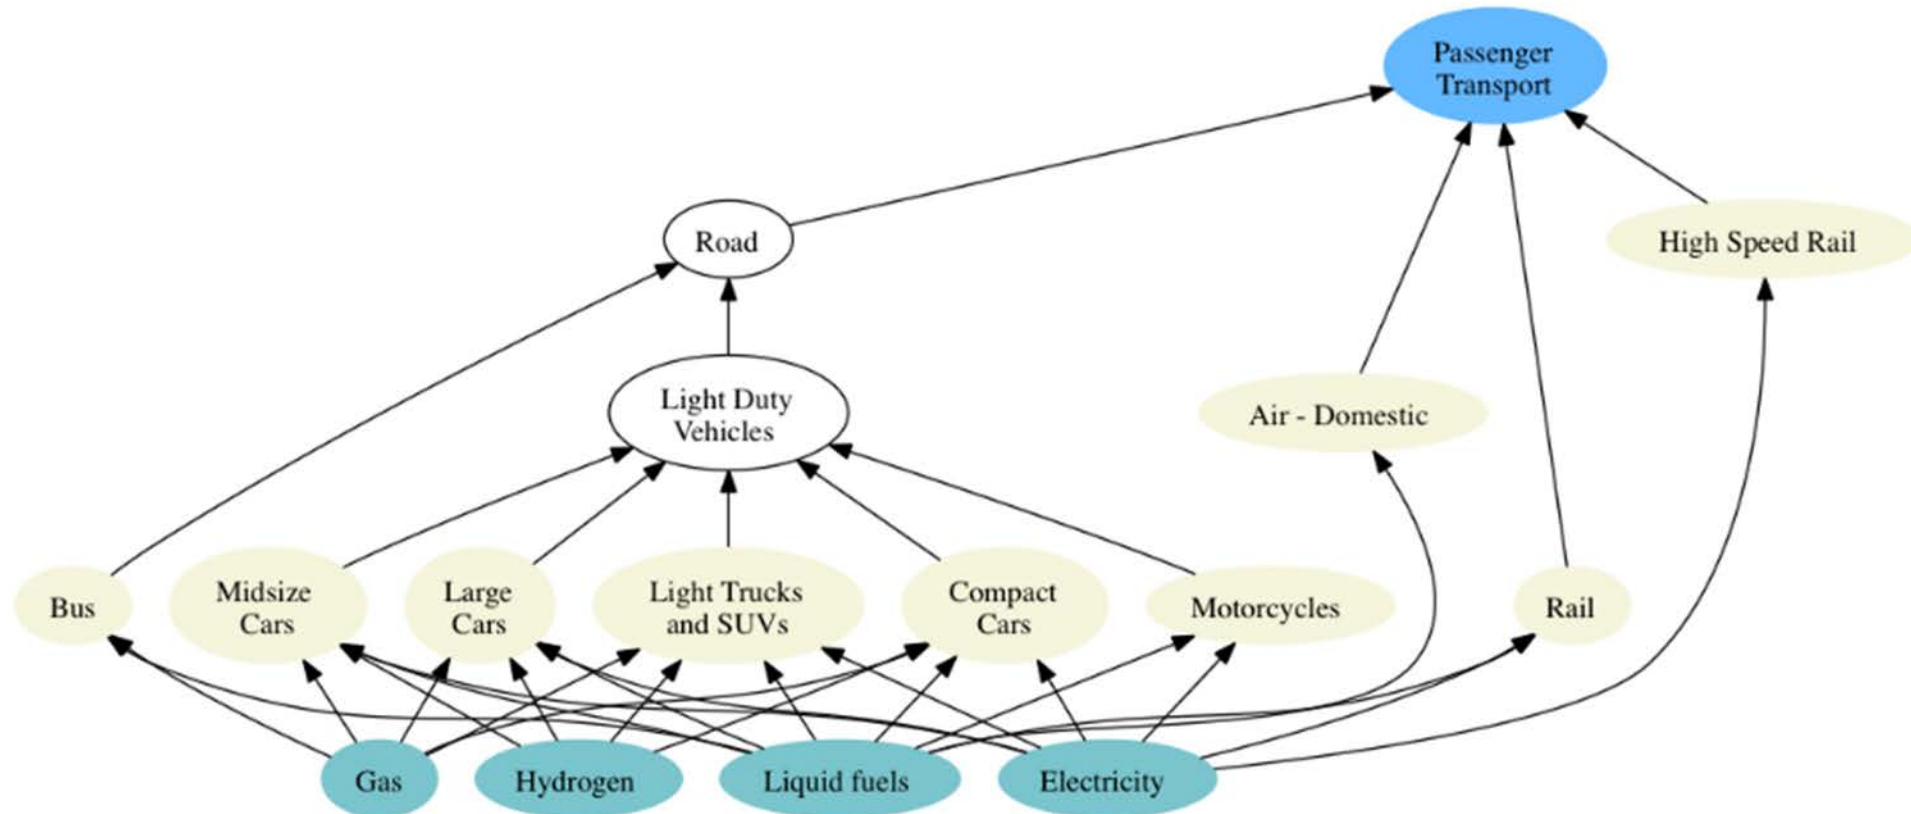 Passenger
Transport
Road
High Speed Rail
Light Duty
Vehicles
Air - Domestic
Bus
Midsize
Cars
Large
Cars
Light Trucks
and SUVs
Compact
Cars
Motorcycles
Rail
Gas
Hydrogen
Liquid fuels
Electricity